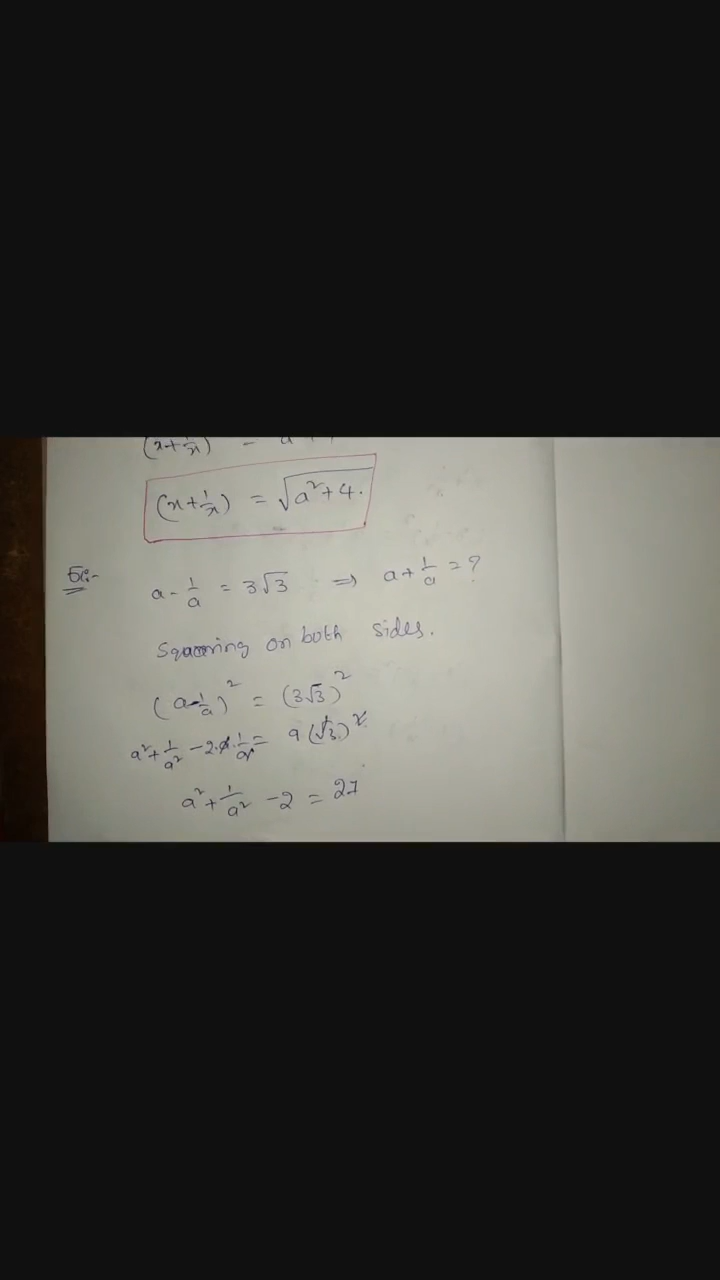 (x+1/x) = √a²+4.
Ex:-
a - 1/a = 3√3 ⇒ a + 1/a = ?
Squaring on both sides.
(a-1/a)² = (3√3)²
a²+1/a² -2.a.1/a = 9(√3)²
a²+1/a² -2 = 27